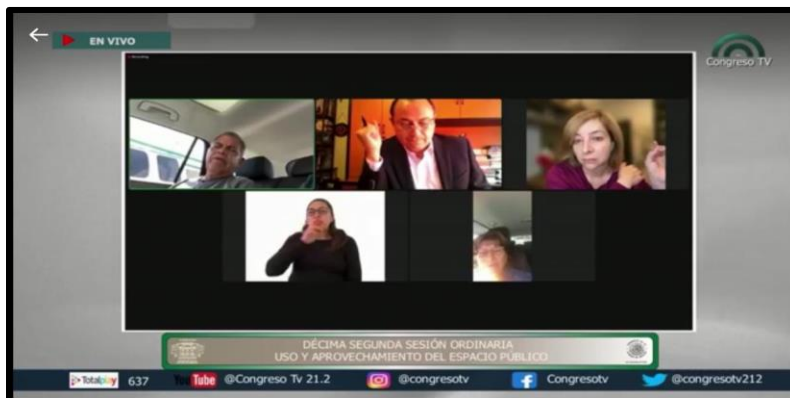 EN VIVO
Congreso TV
DÉCIMA SEGUNDA SESIÓN ORDINARIA
USO Y APROVECHAMIENTO DEL ESPACIO PÚBLICO
Totalplay 637 YouTube @Congreso Tv 21.2 @congresotv Congresotv @congresotv212